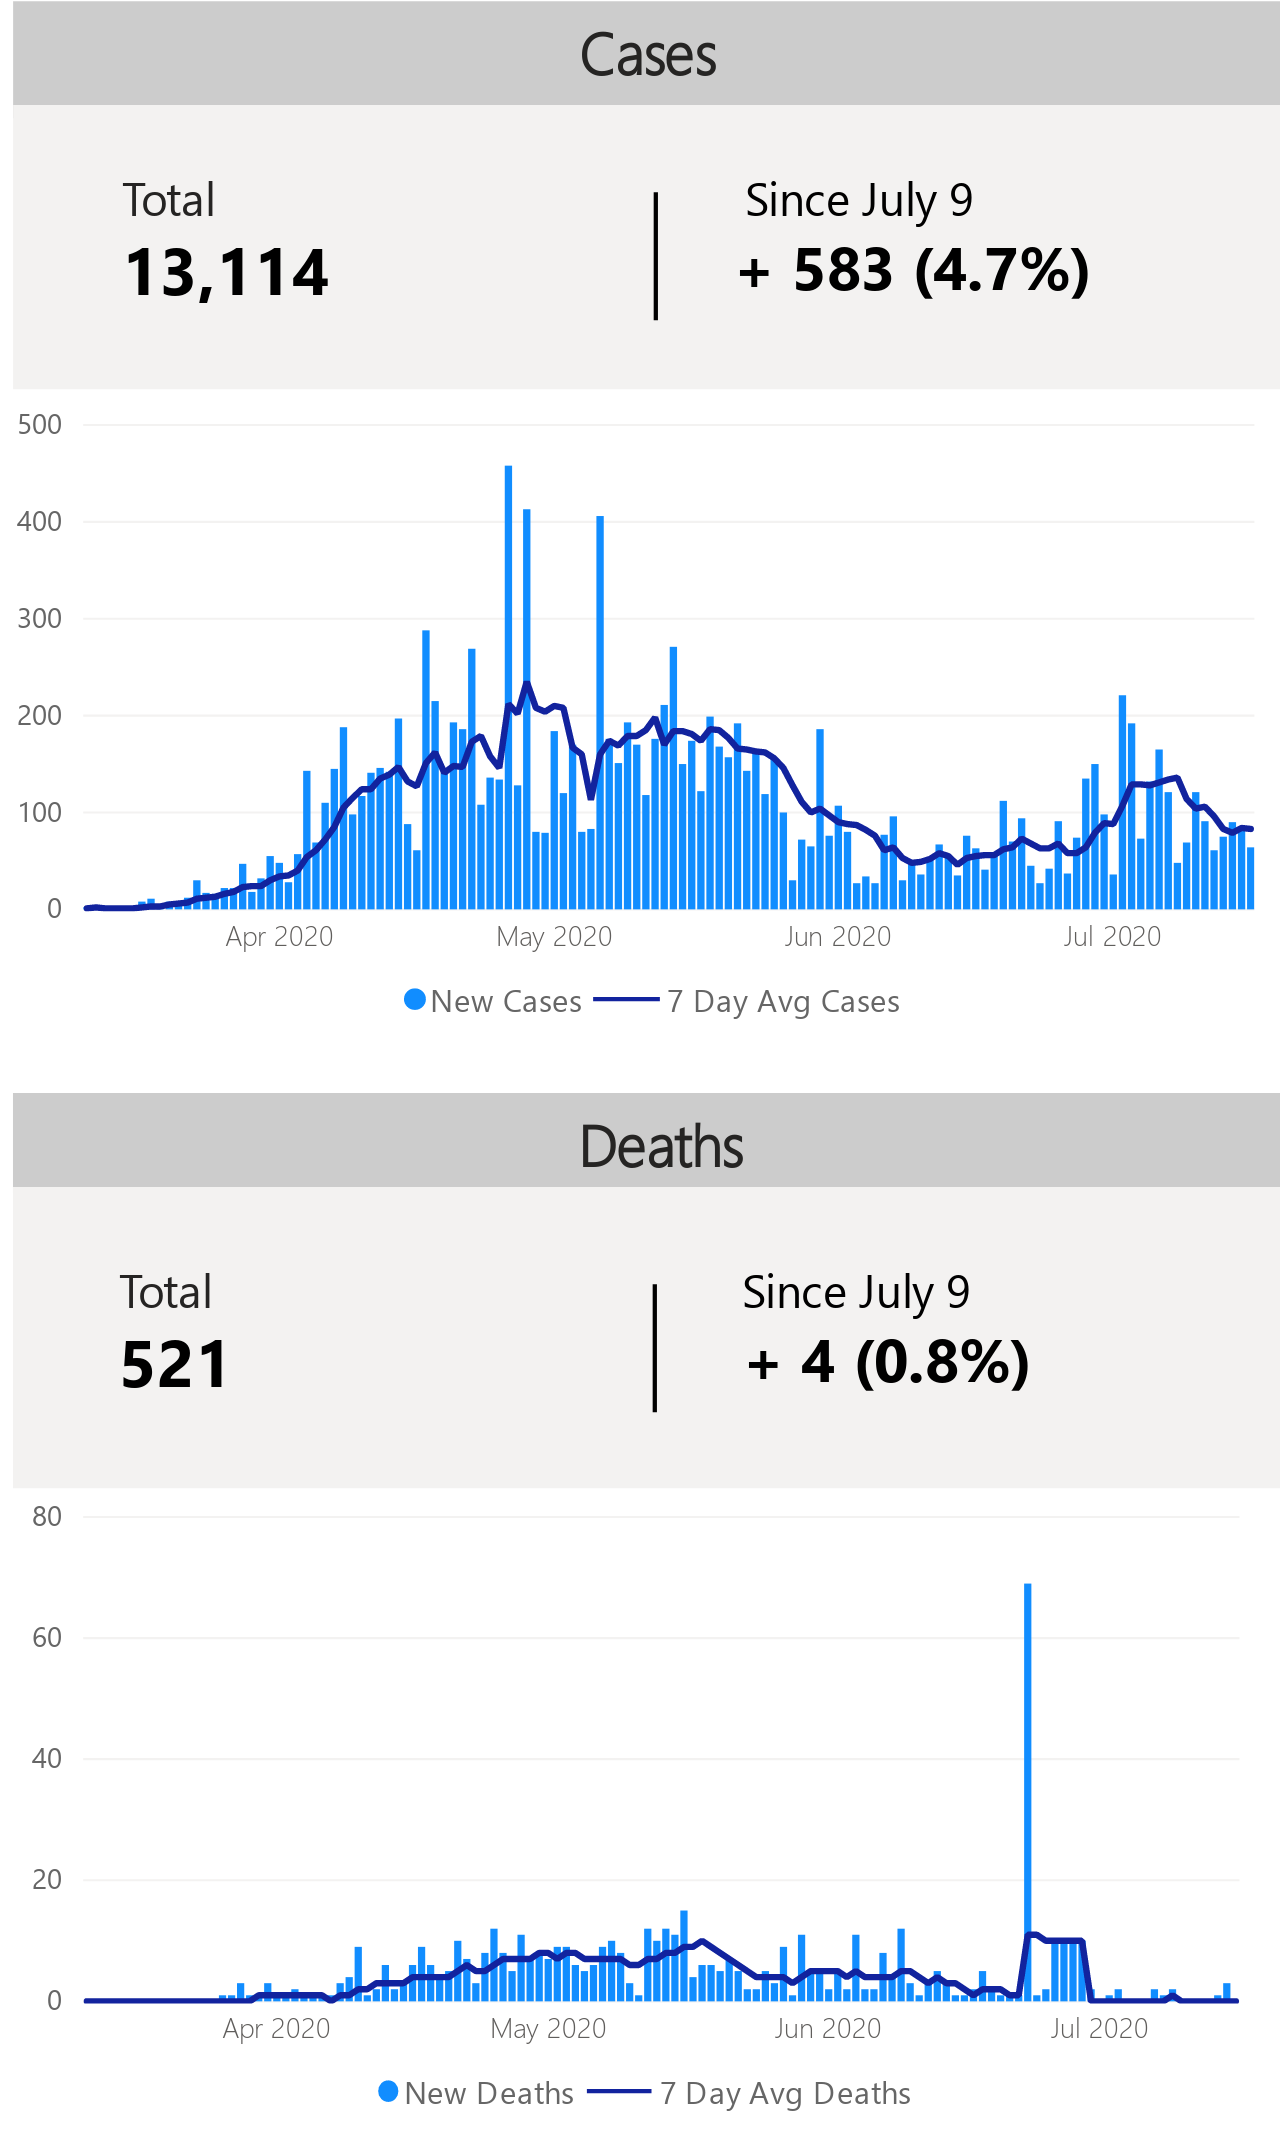 Cases
Total
13,114
Since July 9
+ 583 (4.7%)
500
400
300
200
100
0
Apr 2020
May 2020
Jun 2020
Jul 2020
New Cases
7 Day Avg Cases
Deaths
Total
521
Since July 9
+ 4 (0.8%)
80
60
40
20
0
Apr 2020
May 2020
Jun 2020
Jul 2020
New Deaths
7 Day Avg Deaths